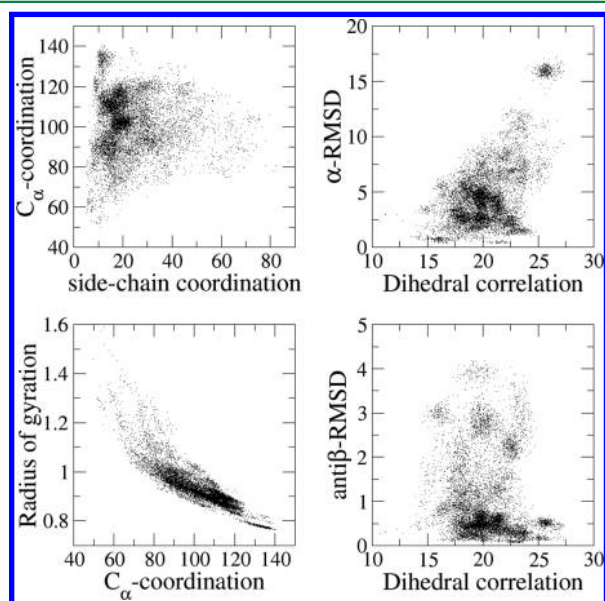 140
120
100
80
60
40
Cα-coordination
0 20 40 60 80
side-chain coordination
20
15
10
5
0
α-RMSD
10 15 20 25 30
Dihedral correlation
1.6
1.4
1.2
1
0.8
Radius of gyration
40 60 80 100 120 140
Cα-coordination
5
4
3
2
1
0
antiβ-RMSD
10 15 20 25 30
Dihedral correlation